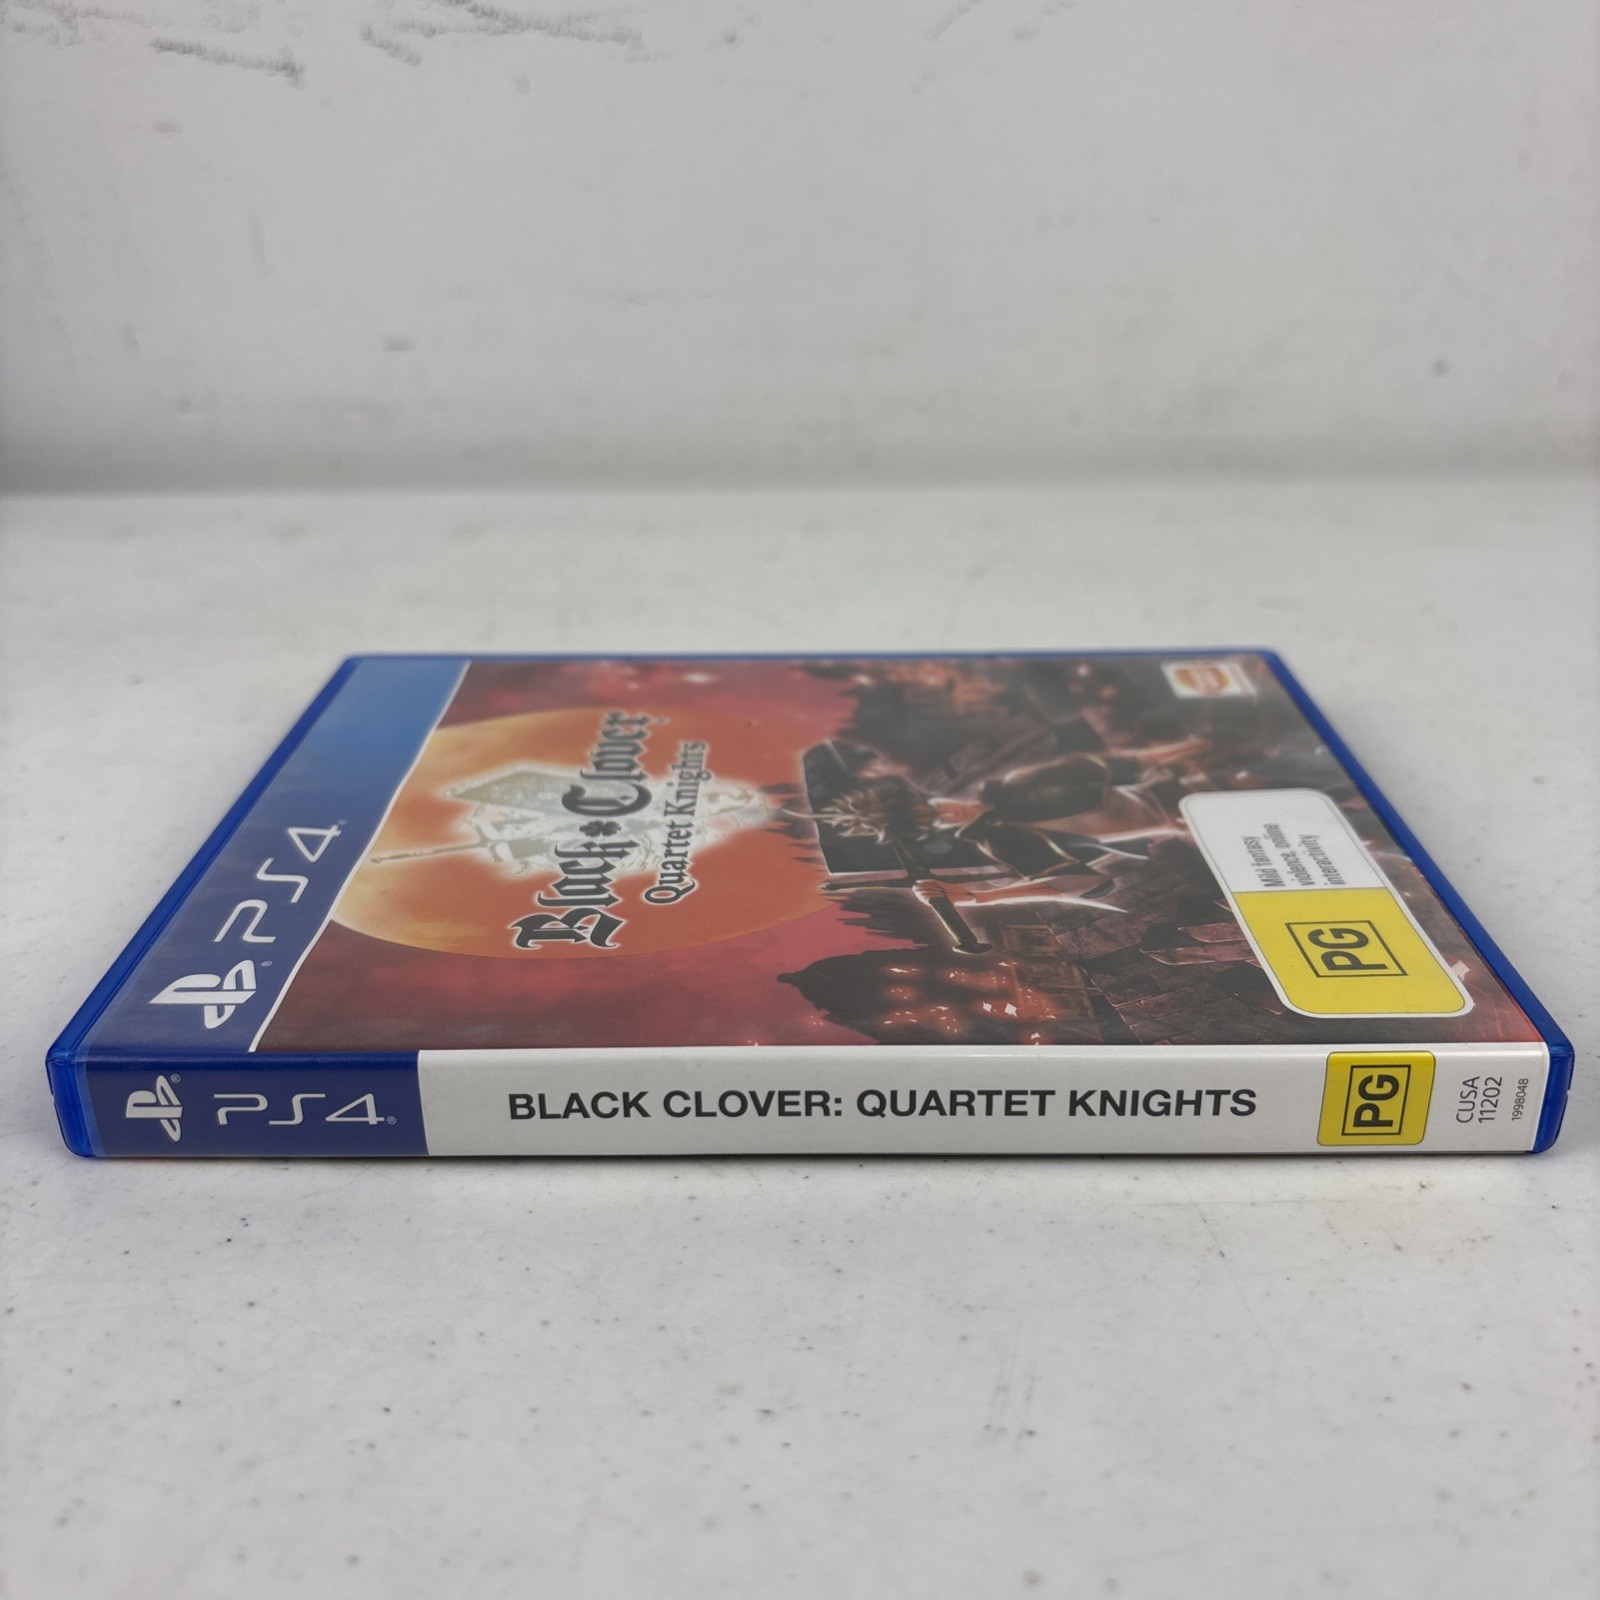 PS4
Black Clover
Quartet Knights
Mild fantasy
violence, online
interactivity
PG
PS4
BLACK CLOVER: QUARTET KNIGHTS
PG
CUSA
11202
1998048